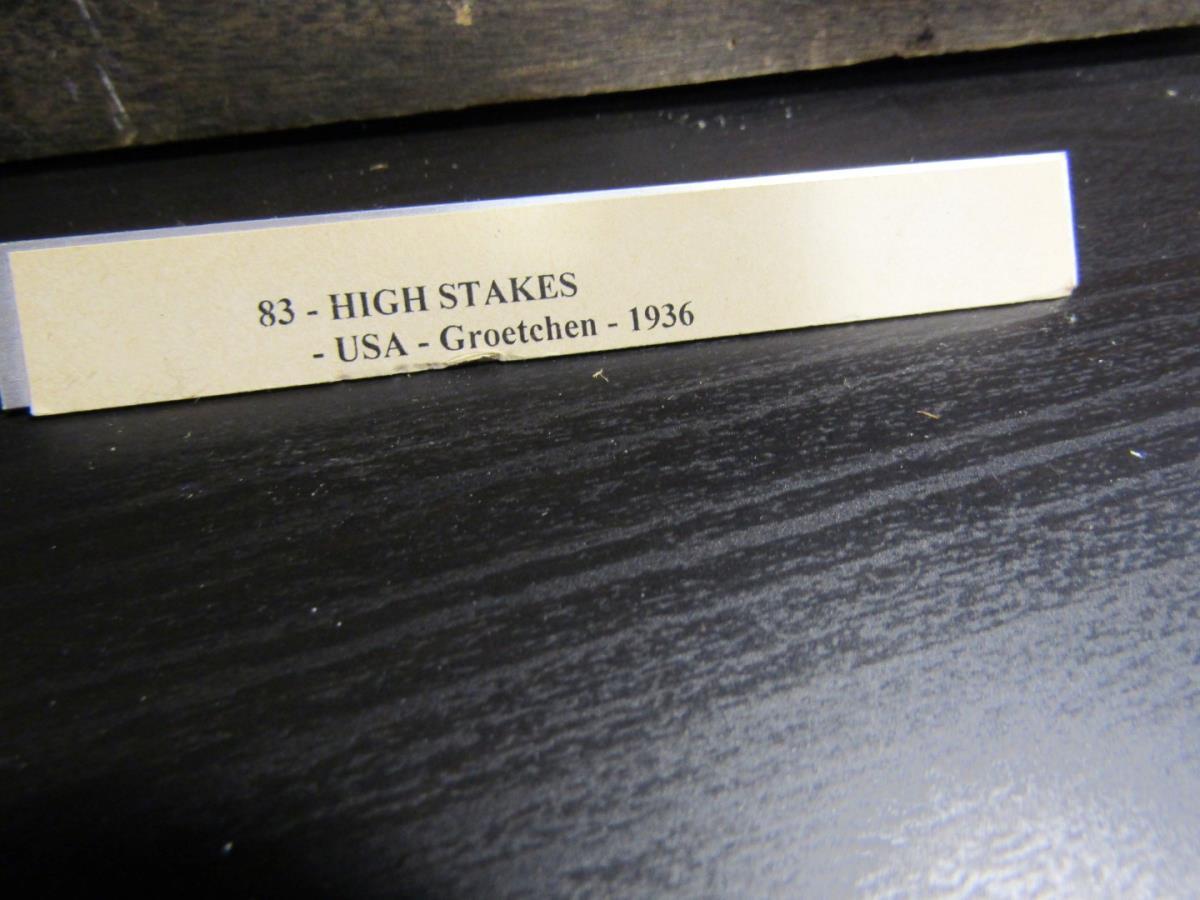 83 - HIGH STAKES
- USA - Groetchen - 1936